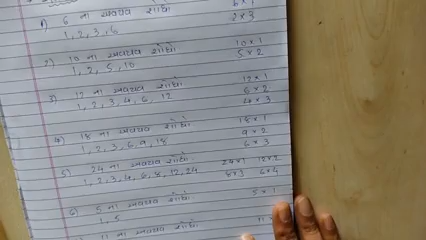 6 × 1
1) 6 ના અવયવ શોધો
2 × 3
1, 2, 3, 6
10 × 1
2) 10 ના અવયવ શોધો
5 × 2
1, 2, 5, 10
12 × 1
3) 12 ના અવયવ શોધો
6 × 2
1, 2, 3, 4, 6, 12
4 × 3
18 × 1
4) 18 ના અવયવ શોધો
9 × 2
1, 2, 3, 6, 9, 18
6 × 3
5) 24 ના અવયવ શોધો
24×1 12×2
1, 2, 3, 4, 6, 8, 12, 24
8×3 6×4
6) 5 ના અવયવ શોધો
5 × 1
1, 5
11 ના અવયવ શોધો